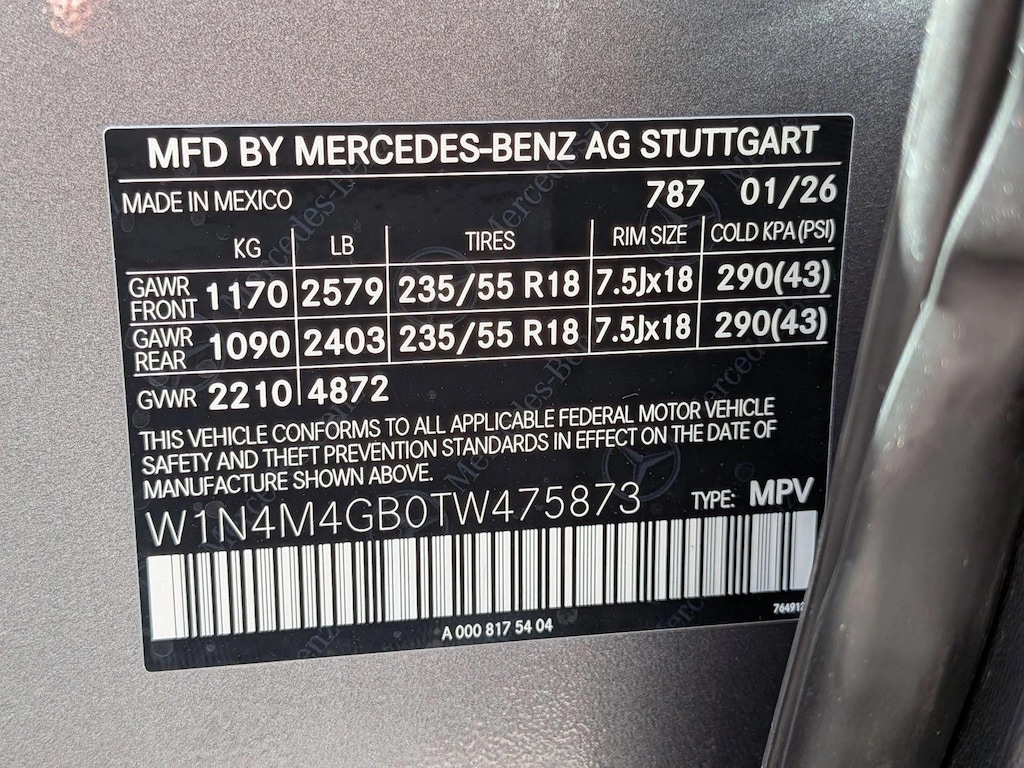 MFD BY MERCEDES-BENZ AG STUTTGART
MADE IN MEXICO 787 01/26
KG LB TIRES RIM SIZE COLD KPA (PSI)
GAWR FRONT 1170 2579 235/55 R18 7.5Jx18 290(43)
GAWR REAR 1090 2403 235/55 R18 7.5Jx18 290(43)
GVWR 2210 4872
THIS VEHICLE CONFORMS TO ALL APPLICABLE FEDERAL MOTOR VEHICLE
SAFETY AND THEFT PREVENTION STANDARDS IN EFFECT ON THE DATE OF
MANUFACTURE SHOWN ABOVE.
W1N4M4GB0TW475873 TYPE: MPV
A 000 817 54 04